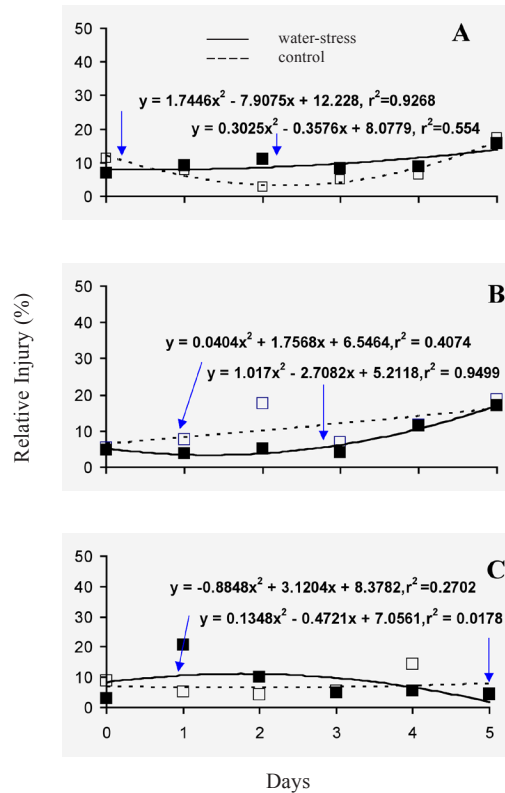 50
A
water-stress
control
40
30
y = 1.7446x² - 7.9075x + 12.228, r²=0.9268
20
y = 0.3025x² - 0.3576x + 8.0779, r²=0.554
10
0
50
B
40
y = 0.0404x² + 1.7568x + 6.5464,r² = 0.4074
30
y = 1.017x² - 2.7082x + 5.2118,r² = 0.9499
20
10
0
Relative Injury (%)
50
C
40
y = -0.8848x² + 3.1204x + 8.3782,r²=0.2702
30
y = 0.1348x² - 0.4721x + 7.0561,r² = 0.0178
20
10
0
0 1 2 3 4 5
Days